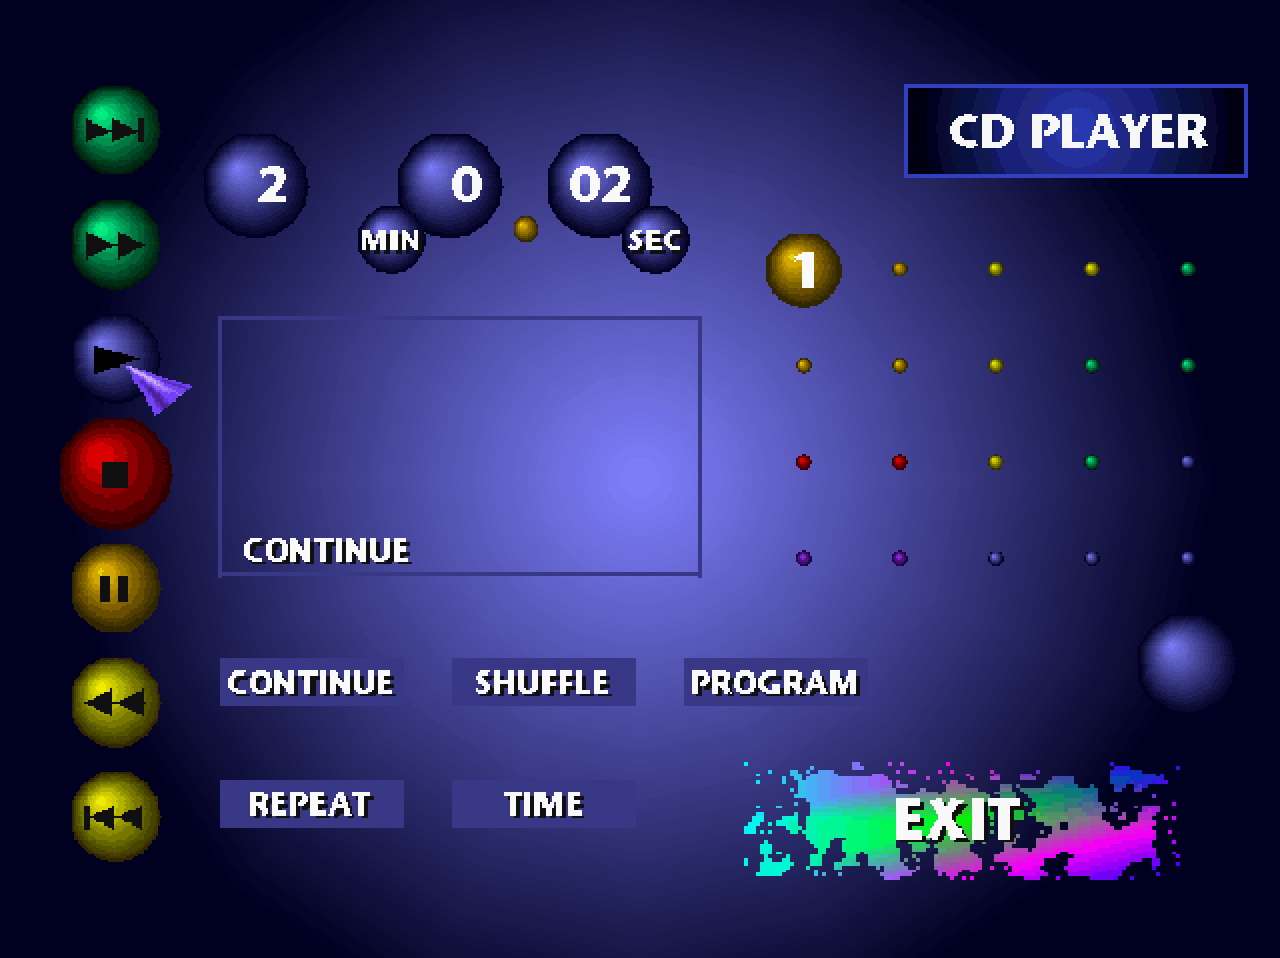 CD PLAYER
2 0 02
MIN SEC
1
CONTINUE
CONTINUE SHUFFLE PROGRAM
REPEAT TIME EXIT